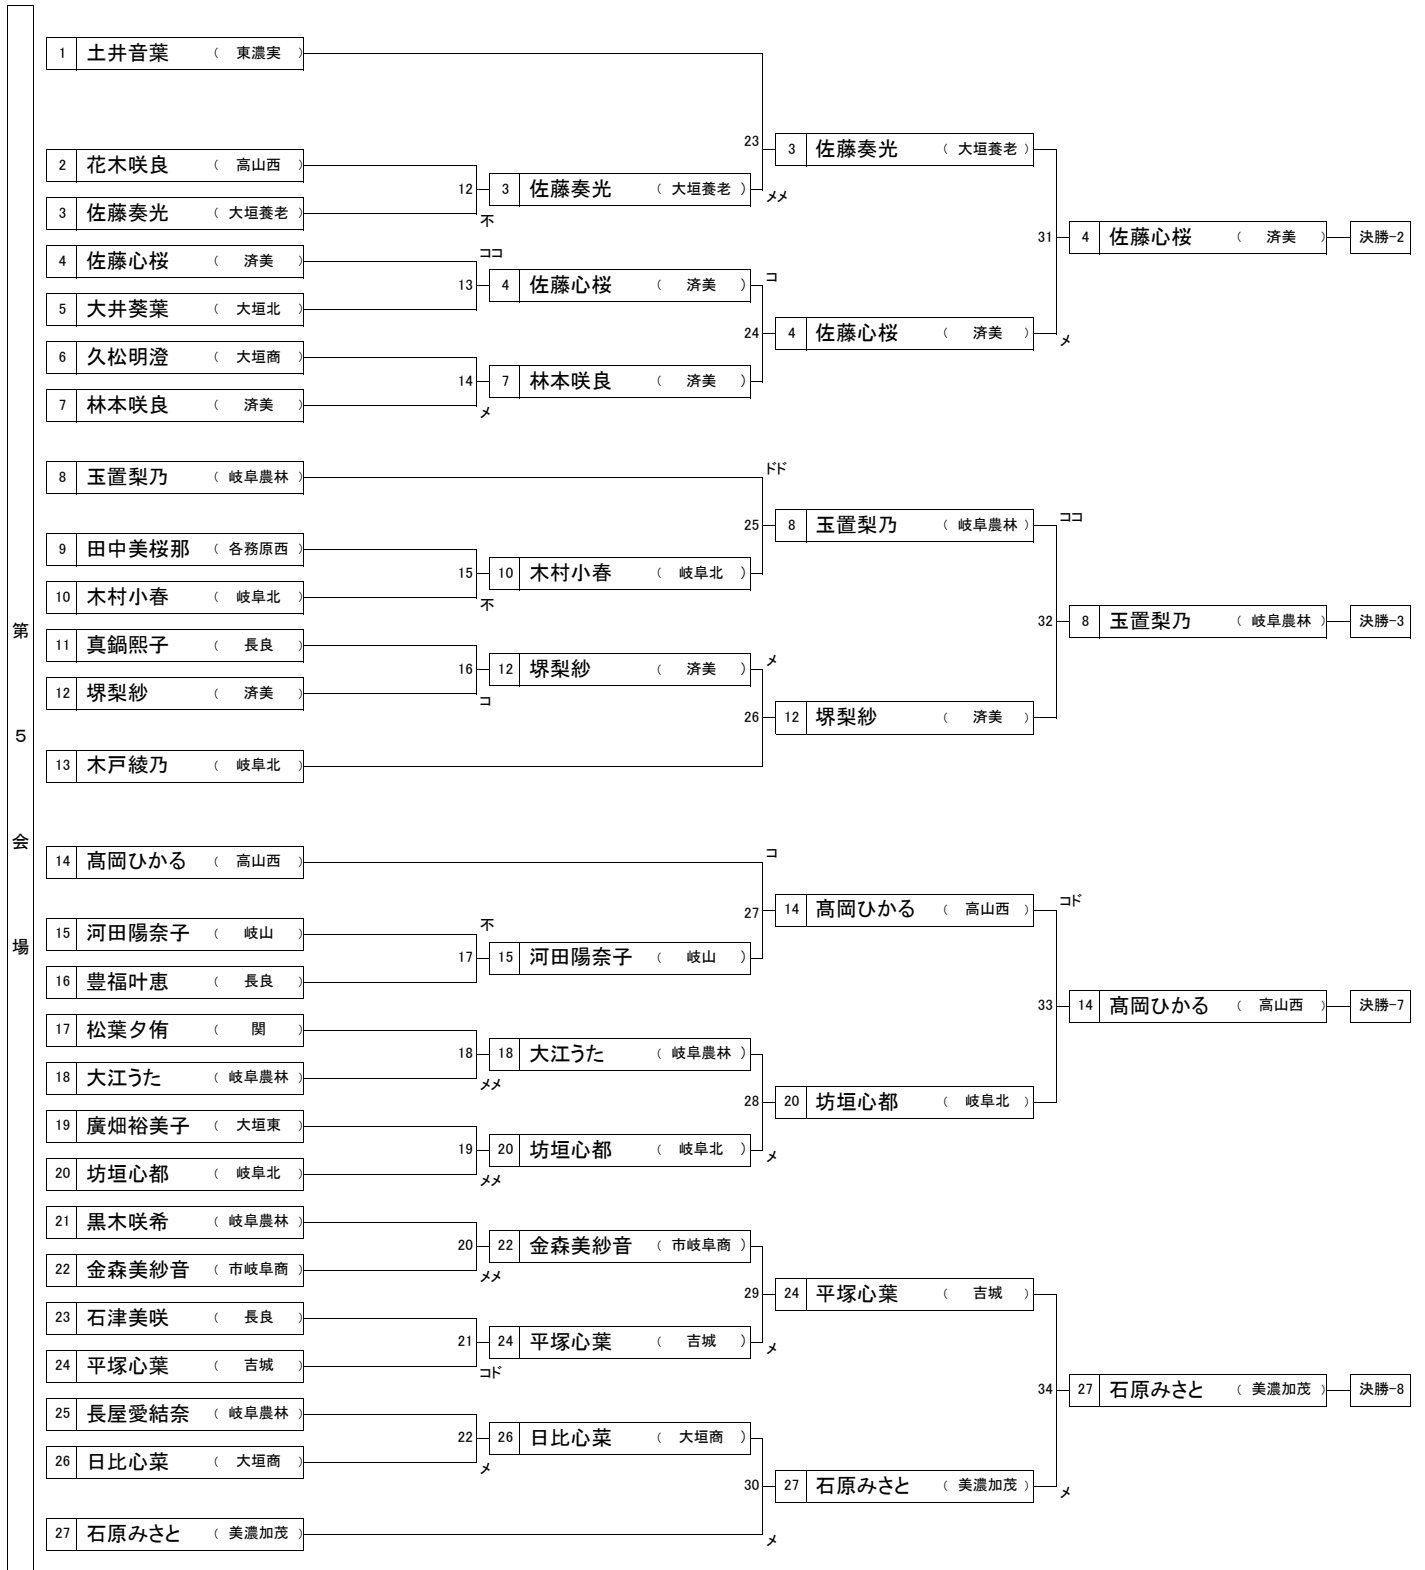 第5会場
1 土井音葉 ( 東濃実 )
23 3 佐藤奏光 ( 大垣養老 )
2 花木咲良 ( 高山西 )
12 3 佐藤奏光 ( 大垣養老 ) メメ
3 佐藤奏光 ( 大垣養老 ) 不
31 4 佐藤心桜 ( 済美 ) 決勝-2
4 佐藤心桜 ( 済美 ) ココ
13 4 佐藤心桜 ( 済美 ) コ
5 大井葵葉 ( 大垣北 )
24 4 佐藤心桜 ( 済美 ) メ
6 久松明澄 ( 大垣商 )
14 7 林本咲良 ( 済美 )
7 林本咲良 ( 済美 ) メ
8 玉置梨乃 ( 岐阜農林 ) ドド
25 8 玉置梨乃 ( 岐阜農林 ) ココ
9 田中美桜那 ( 各務原西 )
15 10 木村小春 ( 岐阜北 )
10 木村小春 ( 岐阜北 ) 不
32 8 玉置梨乃 ( 岐阜農林 ) 決勝-3
11 真鍋熙子 ( 長良 )
16 12 堺梨紗 ( 済美 ) メ
12 堺梨紗 ( 済美 ) コ
26 12 堺梨紗 ( 済美 )
13 木戸綾乃 ( 岐阜北 )
14 髙岡ひかる ( 高山西 ) コ
27 14 髙岡ひかる ( 高山西 ) コド
15 河田陽奈子 ( 岐山 ) 不
17 15 河田陽奈子 ( 岐山 )
16 豊福叶恵 ( 長良 )
33 14 髙岡ひかる ( 高山西 ) 決勝-7
17 松葉夕侑 ( 関 )
18 18 大江うた ( 岐阜農林 )
18 大江うた ( 岐阜農林 ) メメ
28 20 坊垣心都 ( 岐阜北 )
19 廣畑裕美子 ( 大垣東 )
19 20 坊垣心都 ( 岐阜北 ) メ
20 坊垣心都 ( 岐阜北 ) メメ
21 黒木咲希 ( 岐阜農林 )
20 22 金森美紗音 ( 市岐阜商 )
22 金森美紗音 ( 市岐阜商 ) メメ
29 24 平塚心葉 ( 吉城 )
23 石津美咲 ( 長良 )
21 24 平塚心葉 ( 吉城 ) メ
24 平塚心葉 ( 吉城 ) コド
34 27 石原みさと ( 美濃加茂 ) 決勝-8
25 長屋愛結奈 ( 岐阜農林 )
22 26 日比心菜 ( 大垣商 )
26 日比心菜 ( 大垣商 ) メ
30 27 石原みさと ( 美濃加茂 ) メ
27 石原みさと ( 美濃加茂 ) メ